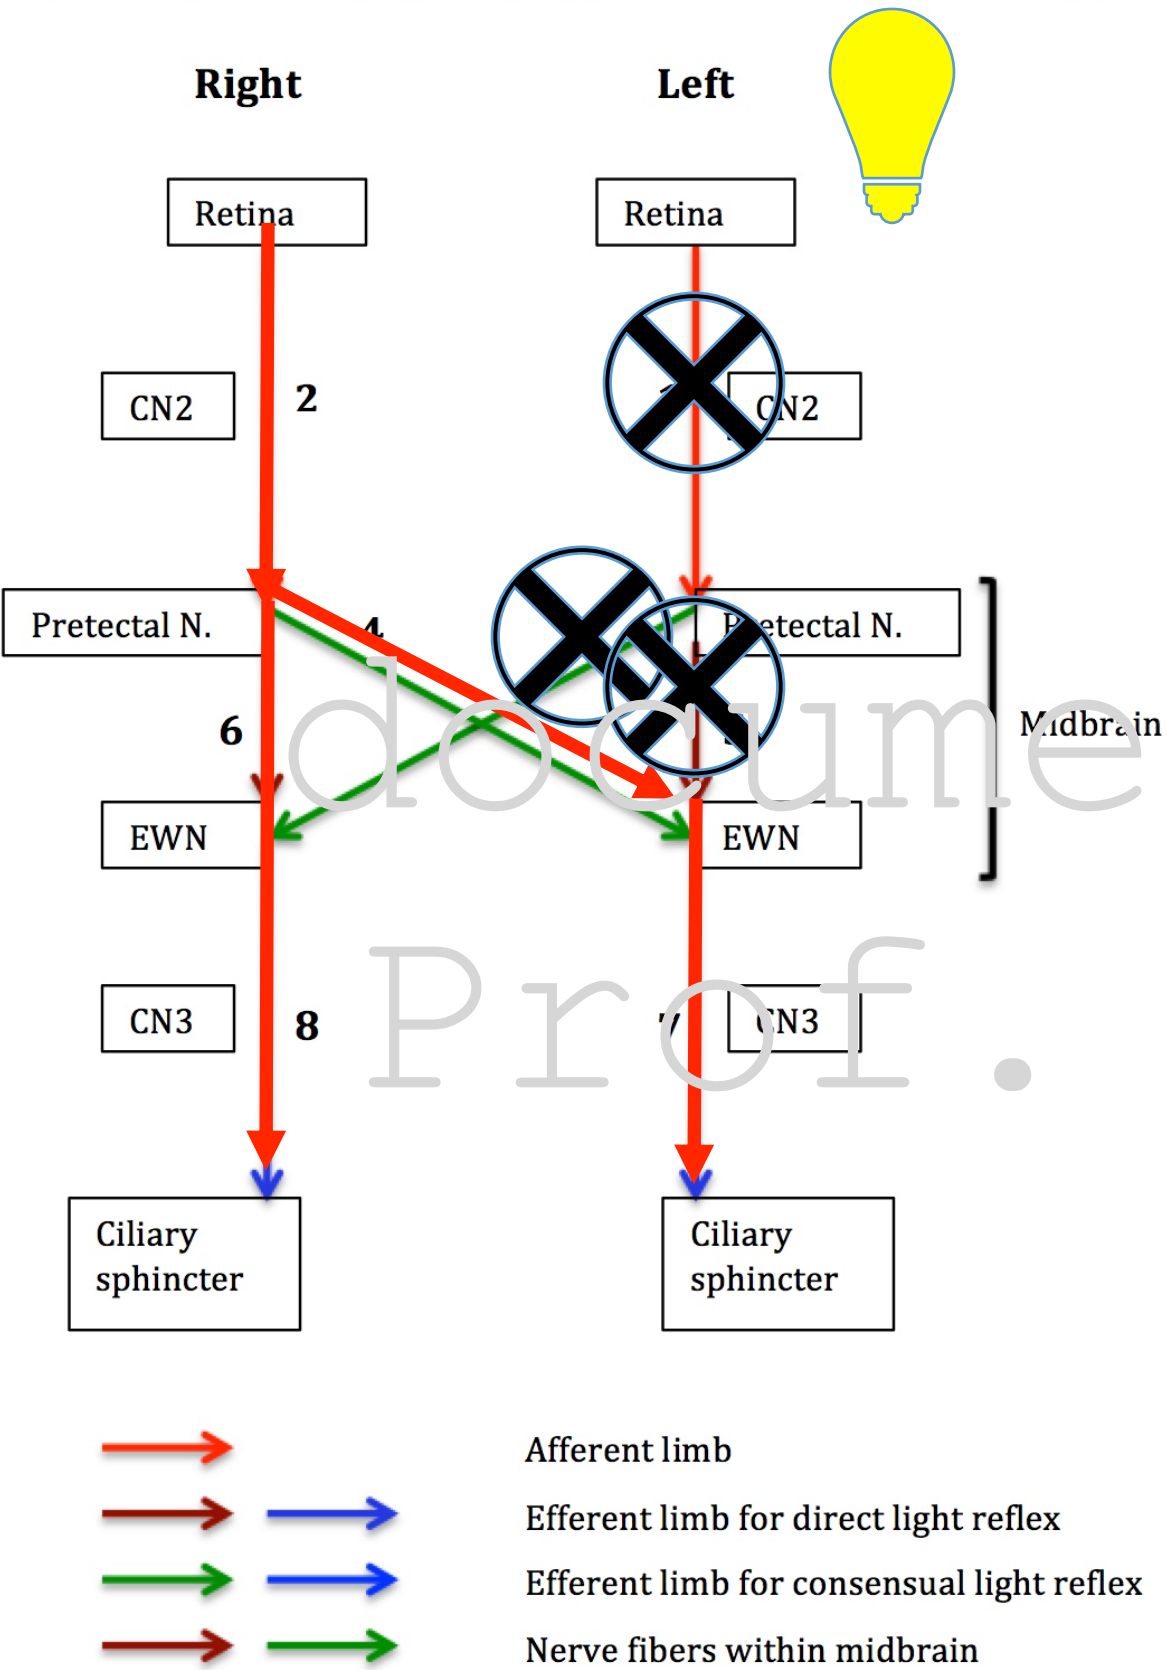 Right Left
Retina Retina
CN2 2 CN2
Pretectal N. 4 Pretectal N.
6 Midbrain
docume
EWN EWN
Prof.
CN3 8 7 CN3
Ciliary
sphincter
Ciliary
sphincter
Afferent limb
Efferent limb for direct light reflex
Efferent limb for consensual light reflex
Nerve fibers within midbrain